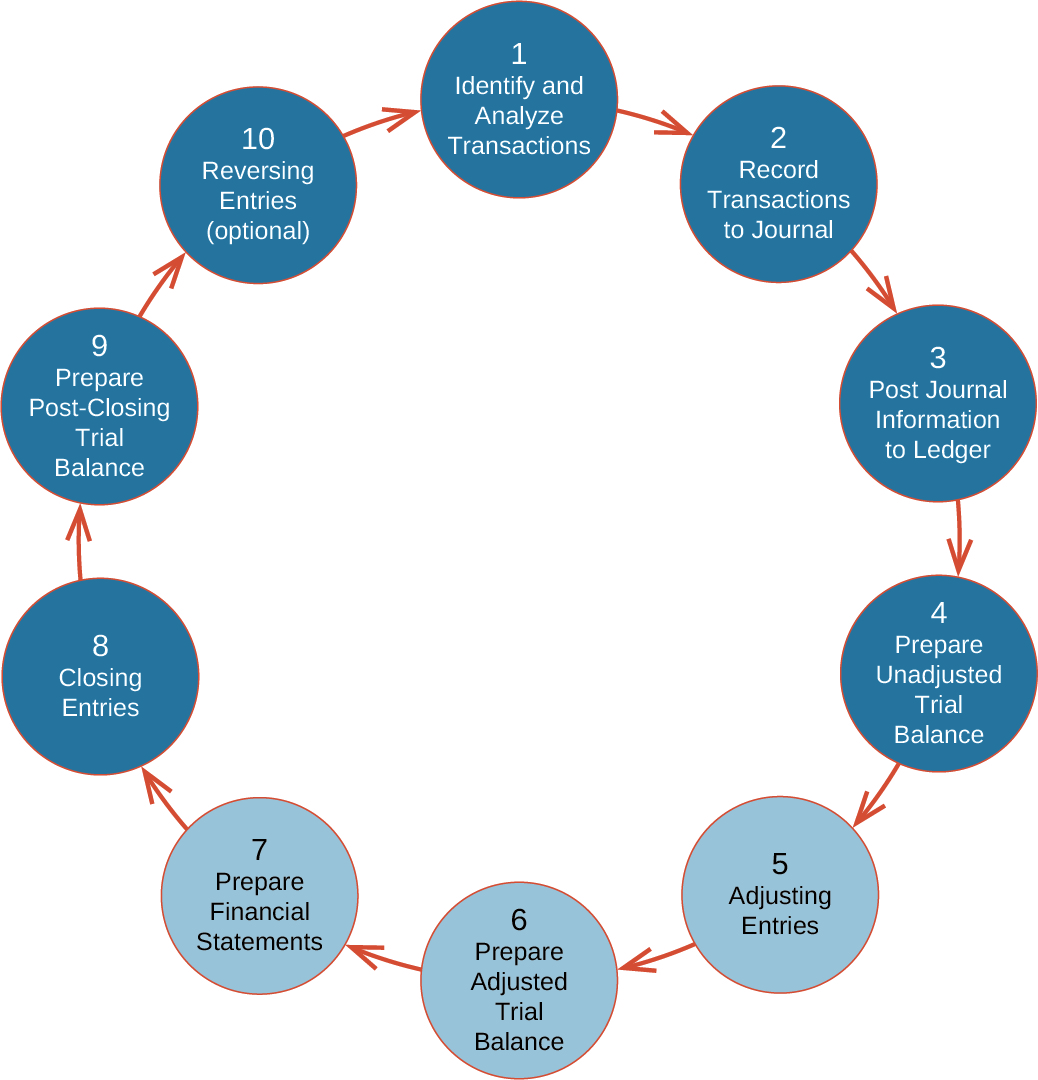 1
Identify and
Analyze
Transactions
2
Record
Transactions
to Journal
3
Post Journal
Information
to Ledger
4
Prepare
Unadjusted
Trial
Balance
5
Adjusting
Entries
6
Prepare
Adjusted
Trial
Balance
7
Prepare
Financial
Statements
8
Closing
Entries
9
Prepare
Post-Closing
Trial
Balance
10
Reversing
Entries
(optional)